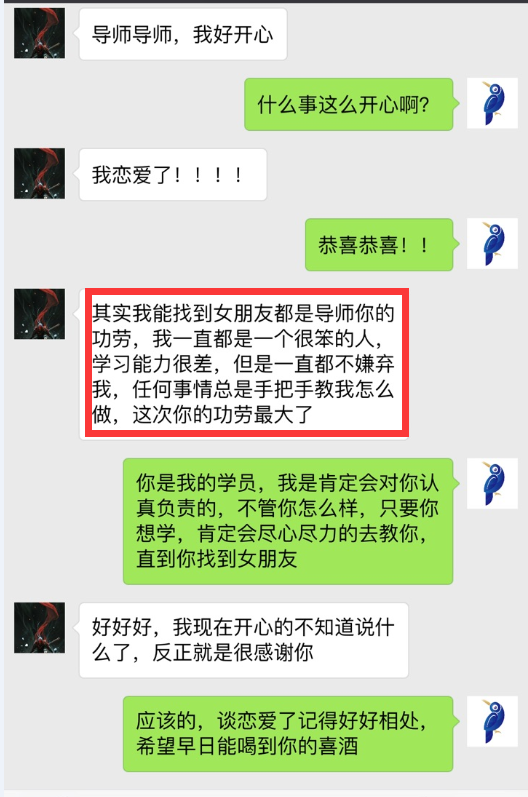 导师导师，我好开心
什么事这么开心啊？
我恋爱了！！！！
恭喜恭喜！！
其实我能找到女朋友都是导师你的
功劳，我一直都是一个很笨的人，
学习能力很差，但是一直都不嫌弃
我，任何事情总是手把手教我怎么
做，这次你的功劳最大了
你是我的学员，我是肯定会对你认
真负责的，不管你怎么样，只要你
想学，肯定会尽心尽力的去教你，
直到你找到女朋友
好好好，我现在开心的不知道说什
么了，反正就是很感谢你
应该的，谈恋爱了记得好好相处，
希望早日能喝到你的喜酒